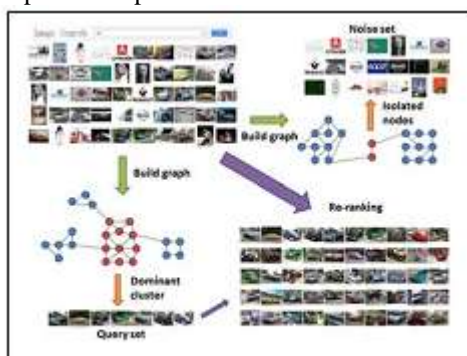 Noise set
Build graph
Isolated
nodes
Build graph
Re-ranking
Dominant
cluster
Query set